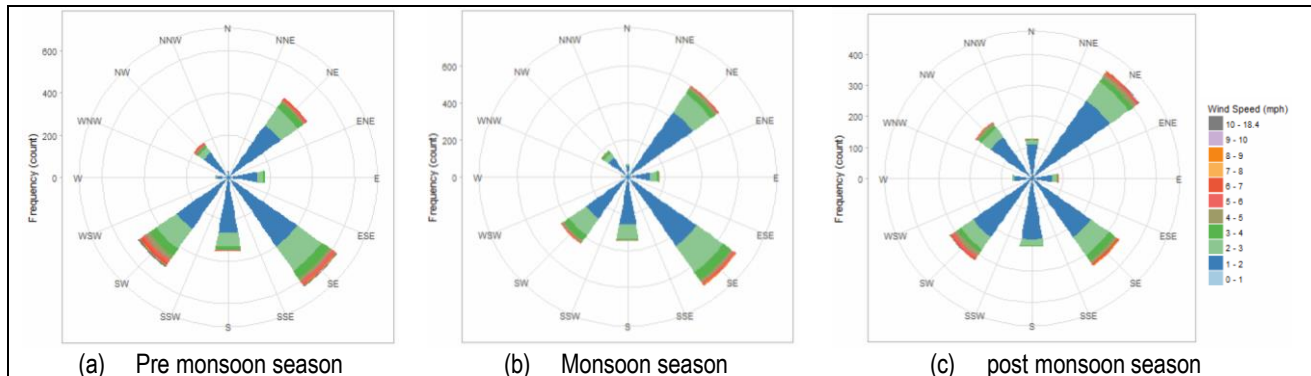 N
NNW
NNE
NW
NE
WNW
ENE
W
E
WSW
ESE
SW
SE
SSW
SSE
S
600
400
200
0
Frequency (count)
N
NNW
NNE
NW
NE
WNW
ENE
W
E
WSW
ESE
SW
SE
SSW
SSE
S
600
400
200
0
Frequency (count)
N
NNW
NNE
NW
NE
WNW
ENE
W
E
WSW
ESE
SW
SE
SSW
SSE
S
400
300
200
100
0
Frequency (count)
Wind Speed (mph)
10 - 18.4
9 - 10
8 - 9
7 - 8
6 - 7
5 - 6
4 - 5
3 - 4
2 - 3
1 - 2
0 - 1
(a) Pre monsoon season
(b) Monsoon season
(c) post monsoon season